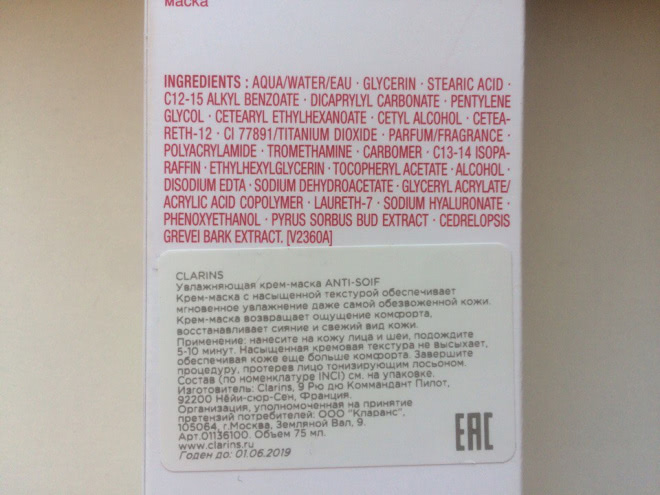 маска
INGREDIENTS : AQUA/WATER/EAU · GLYCERIN · STEARIC ACID ·
C12-15 ALKYL BENZOATE · DICAPRYLYL CARBONATE · PENTYLENE
GLYCOL · CETEARYL ETHYLHEXANOATE · CETYL ALCOHOL · CETEA-
RETH-12 · CI 77891/TITANIUM DIOXIDE · PARFUM/FRAGRANCE ·
POLYACRYLAMIDE · TROMETHAMINE · CARBOMER · C13-14 ISOPA-
RAFFIN · ETHYLHEXYLGLYCERIN · TOCOPHERYL ACETATE · ALCOHOL ·
DISODIUM EDTA · SODIUM DEHYDROACETATE · GLYCERYL ACRYLATE/
ACRYLIC ACID COPOLYMER · LAURETH-7 · SODIUM HYALURONATE ·
PHENOXYETHANOL · PYRUS SORBUS BUD EXTRACT · CEDRELOPSIS
GREVEI BARK EXTRACT. [V2360A]
CLARINS
Увлажняющая крем-маска ANTI-SOIF
Крем-маска с насыщенной текстурой обеспечивает
мгновенное увлажнение даже самой обезвоженной кожи.
Крем-маска возвращает ощущение комфорта,
восстанавливает сияние и свежий вид кожи.
Применение: нанесите на кожу лица и шеи, подождите
5-10 минут. Насыщенная кремовая текстура не высыхает,
обеспечивая коже еще больше комфорта. Завершите
процедуру, протерев лицо тонизирующим лосьоном.
Состав (по номенклатуре INCI) см. на упаковке.
Изготовитель: Clarins, 9 Рю дю Коммандант Пилот,
92200 Нёйи-сюр-Сен, Франция.
Организация, уполномоченная на принятие
претензий потребителей: ООО "Кларанс",
105064, г.Москва, Земляной Вал, 9.
Арт.01136100. Объем 75 мл.
www.clarins.ru
Годен до: 01.06.2019
EAC